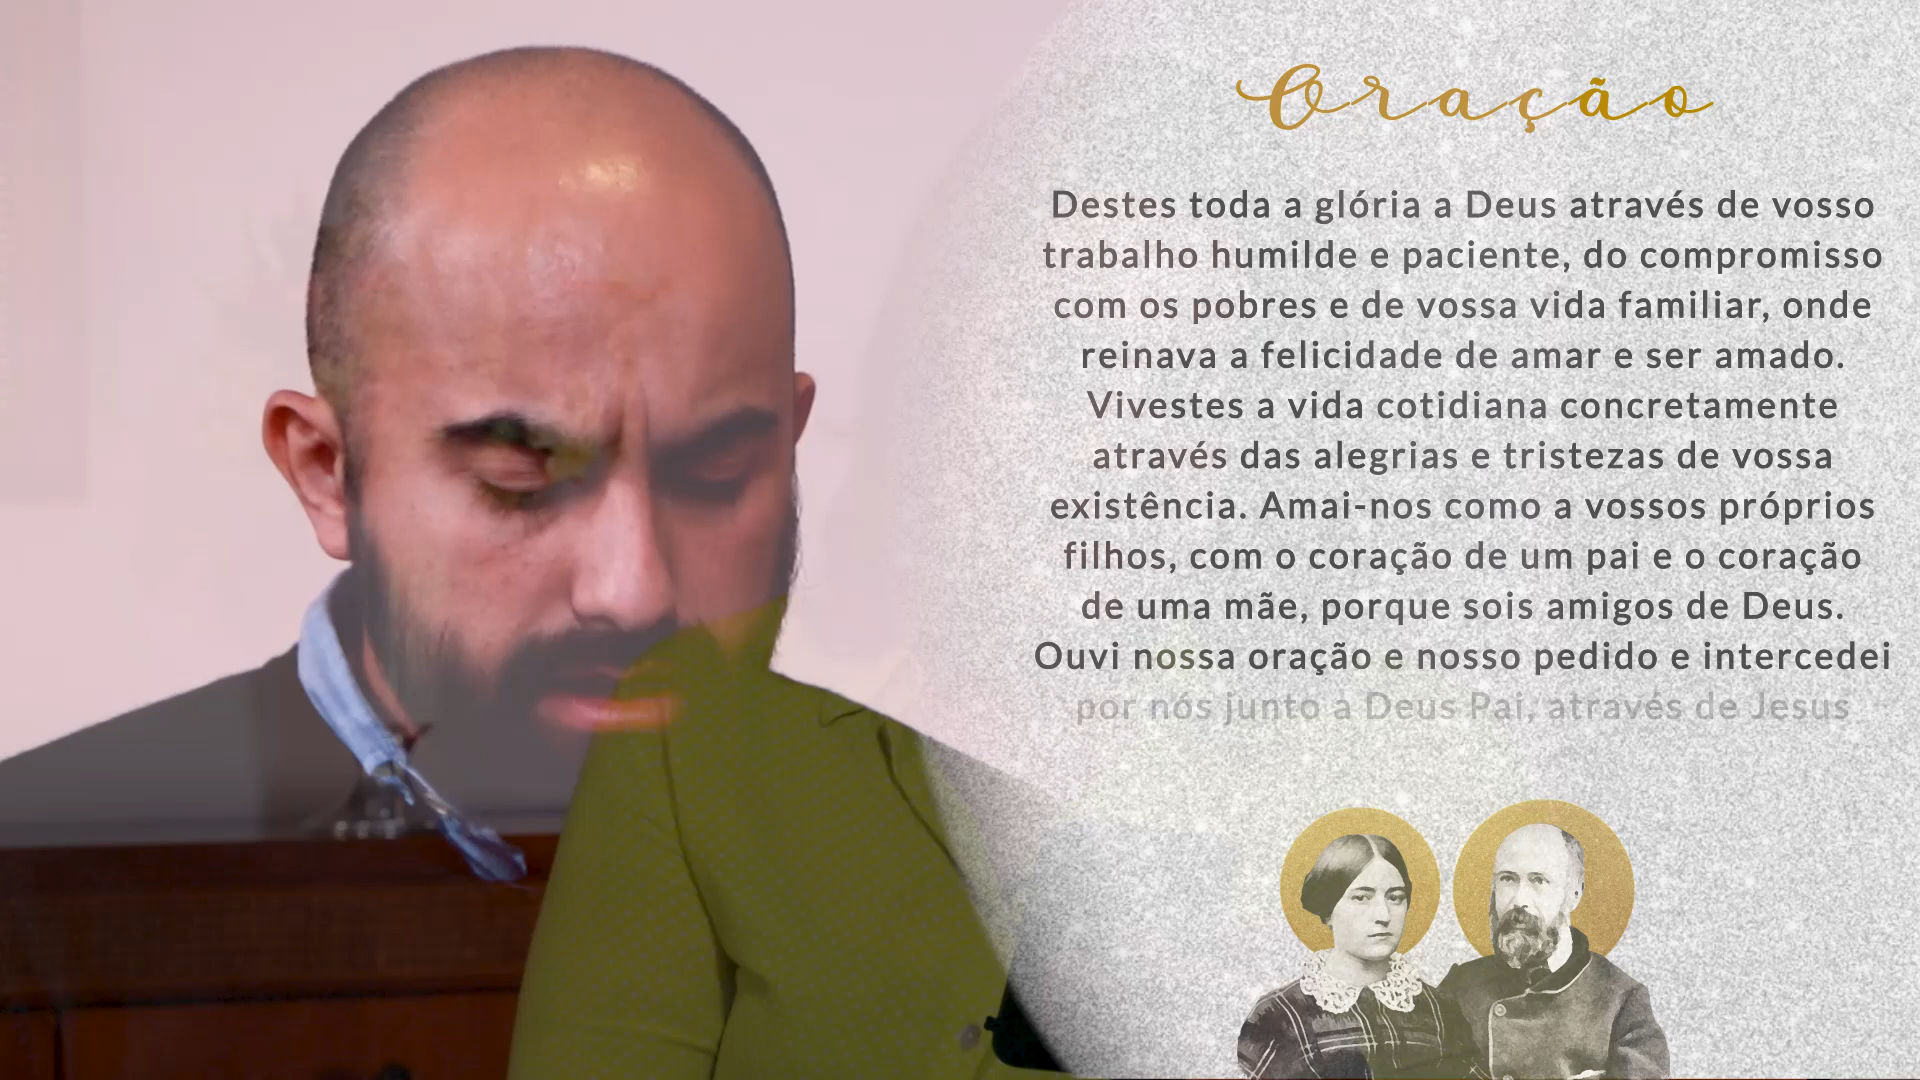 Oração
Destes toda a glória a Deus através de vosso
trabalho humilde e paciente, do compromisso
com os pobres e de vossa vida familiar, onde
reinava a felicidade de amar e ser amado.
Vivestes a vida cotidiana concretamente
através das alegrias e tristezas de vossa
existência. Amai-nos como a vossos próprios
filhos, com o coração de um pai e o coração
de uma mãe, porque sois amigos de Deus.
Ouvi nossa oração e nosso pedido e intercedei
por nós junto a Deus Pai, através de Jesus